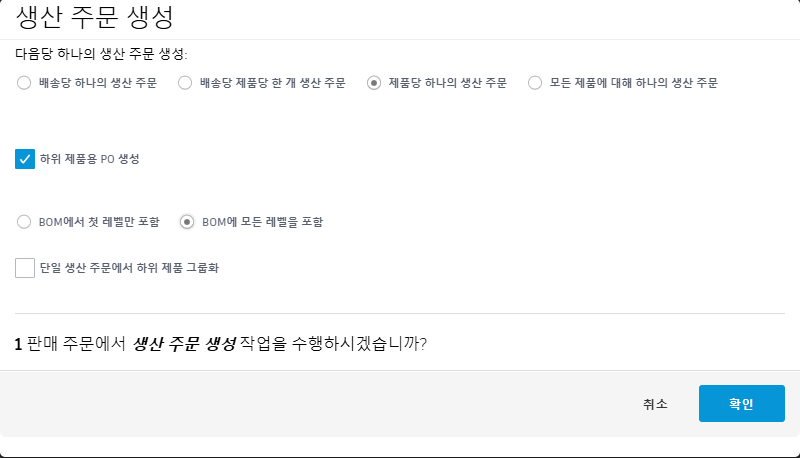 생산 주문 생성
다음당 하나의 생산 주문 생성:
배송당 하나의 생산 주문 배송당 제품당 한 개 생산 주문 제품당 하나의 생산 주문 모든 제품에 대해 하나의 생산 주문
하위 제품용 PO 생성
BOM에서 첫 레벨만 포함 BOM에 모든 레벨을 포함
단일 생산 주문에서 하위 제품 그룹화
1 판매 주문에서 생산 주문 생성 작업을 수행하시겠습니까?
취소 확인